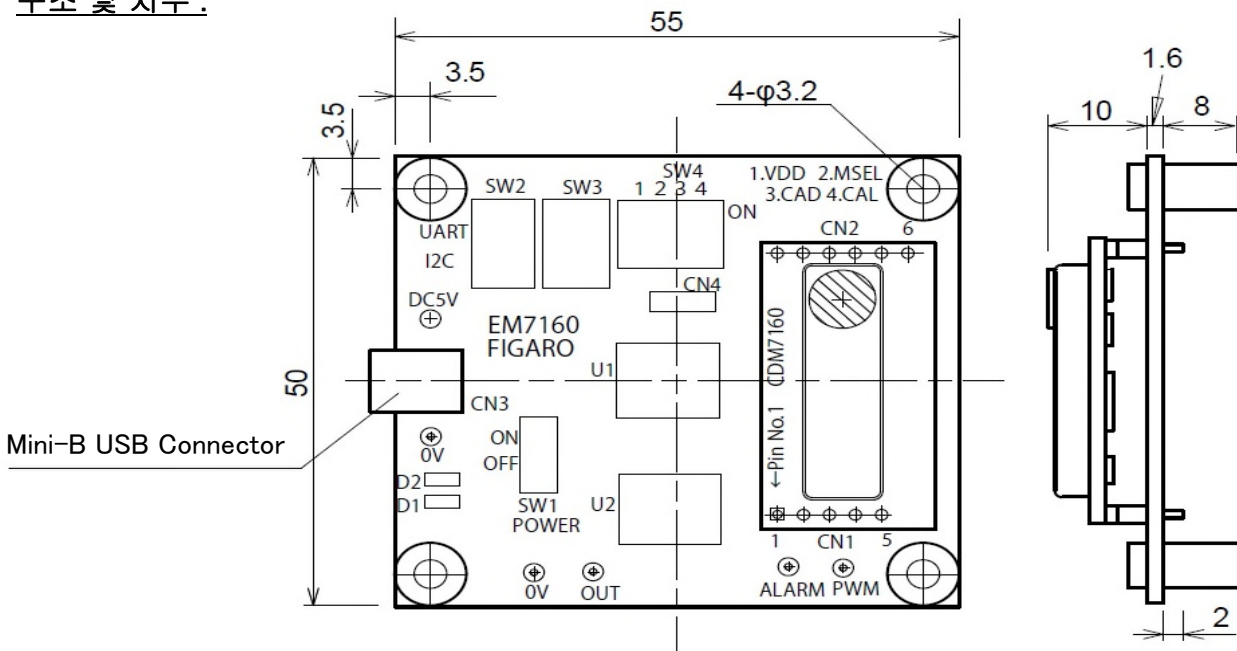 구조 및 치수 :
55
3.5
4-φ3.2
3.5
1.6
10
8
SW2
SW3
SW4
1 2 3 4
ON
1.VDD 2.MSEL
3.CAD 4.CAL
UART
I2C
CN2
6
CN4
DC5V
EM7160
FIGARO
U1
CDM7160
←Pin No.1
50
CN3
Mini-B USB Connector
0V
ON
OFF
D2
D1
SW1
POWER
U2
1
CN1
5
0V
OUT
ALARM
PWM
2